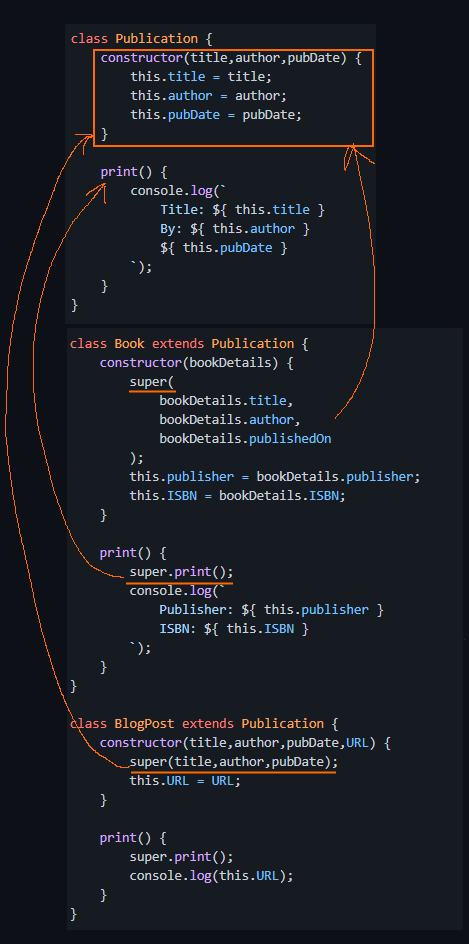 class Publication {
    constructor(title,author,pubDate) {
        this.title = title;
        this.author = author;
        this.pubDate = pubDate;
    }
    print() {
        console.log(`
            Title: ${ this.title }
            By: ${ this.author }
            ${ this.pubDate }
        `);
    }
}
class Book extends Publication {
    constructor(bookDetails) {
        super(
            bookDetails.title,
            bookDetails.author,
            bookDetails.publishedOn
        );
        this.publisher = bookDetails.publisher;
        this.ISBN = bookDetails.ISBN;
    }
    print() {
        super.print();
        console.log(`
            Publisher: ${ this.publisher }
            ISBN: ${ this.ISBN }
        `);
    }
}
class BlogPost extends Publication {
    constructor(title,author,pubDate,URL) {
        super(title,author,pubDate);
        this.URL = URL;
    }
    print() {
        super.print();
        console.log(this.URL);
    }
}